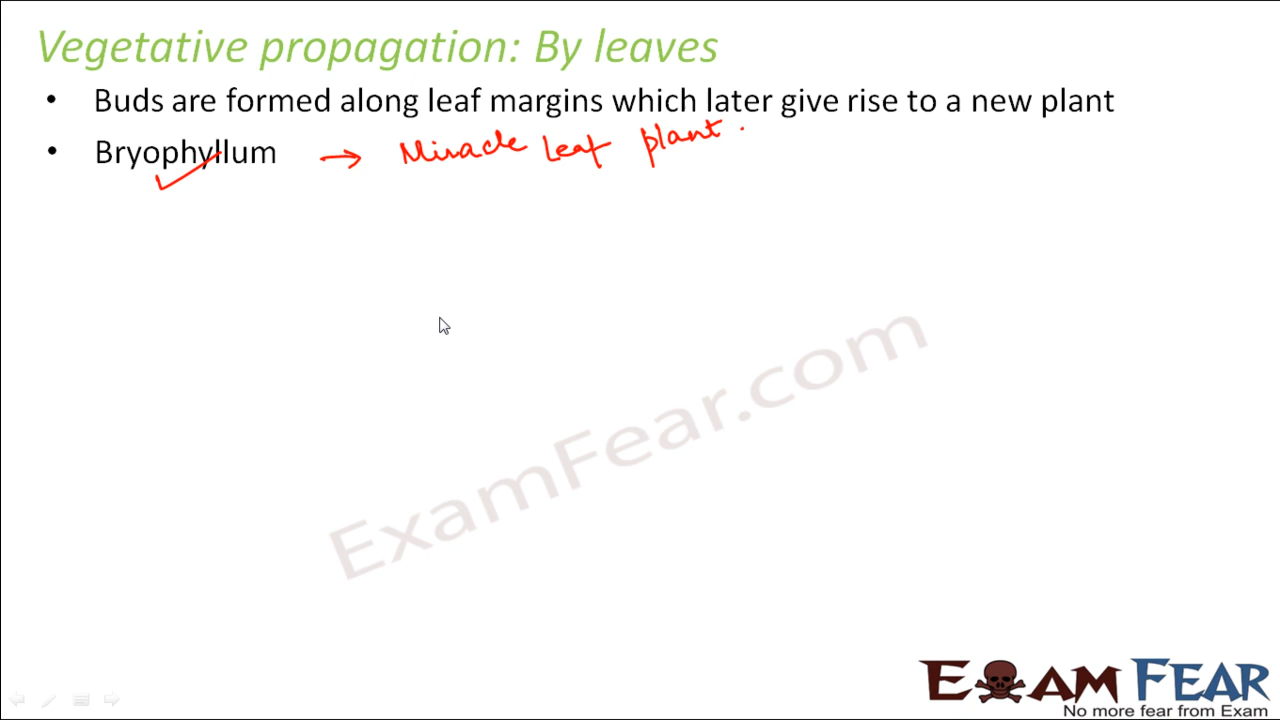 Vegetative propagation: By leaves
• Buds are formed along leaf margins which later give rise to a new plant
• Bryophyllum → Miracle Leaf plant.
ExamFear.com
EXAM FEAR
No more fear from Exam